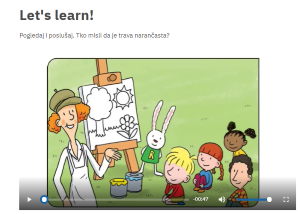 Let's learn!
Pogledaj i poslušaj. Tko misli da je trava narančasta?
-00:47